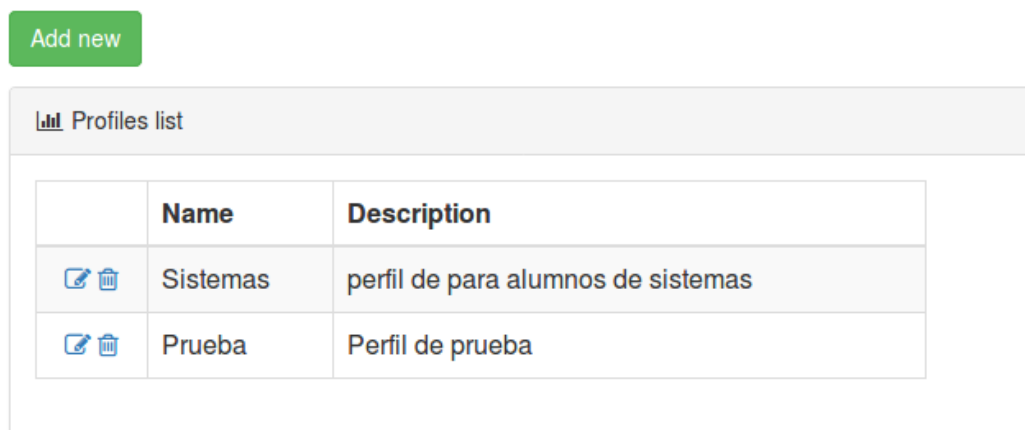 Add new
Profiles list
Name Description
Sistemas perfil de para alumnos de sistemas
Prueba Perfil de prueba